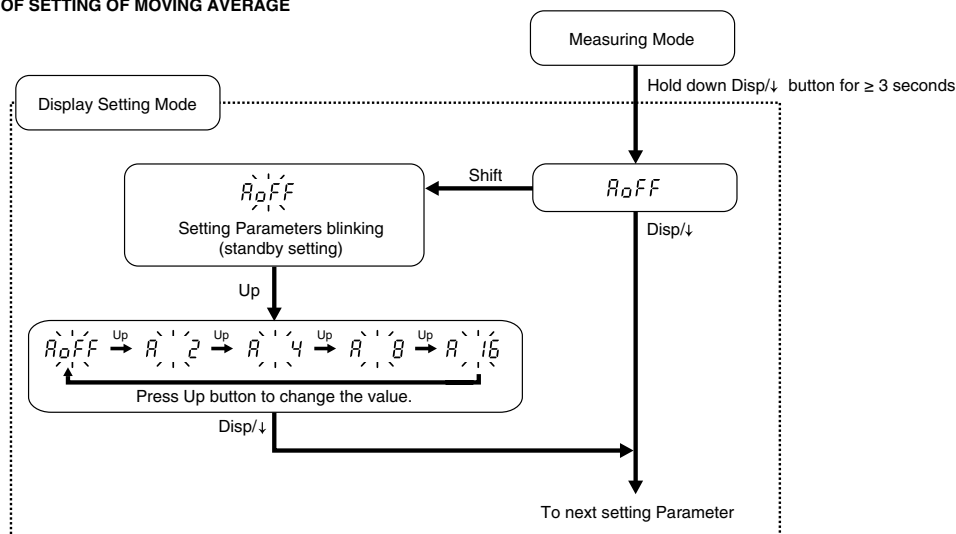 OF SETTING OF MOVING AVERAGE
Measuring Mode
Hold down Disp/↓ button for ≥ 3 seconds
Display Setting Mode
AoFF
Shift
AoFF
Setting Parameters blinking
(standby setting)
Disp/↓
Up
AoFF Up A 2 Up A 4 Up A 8 Up A 16
Press Up button to change the value.
Disp/↓
To next setting Parameter